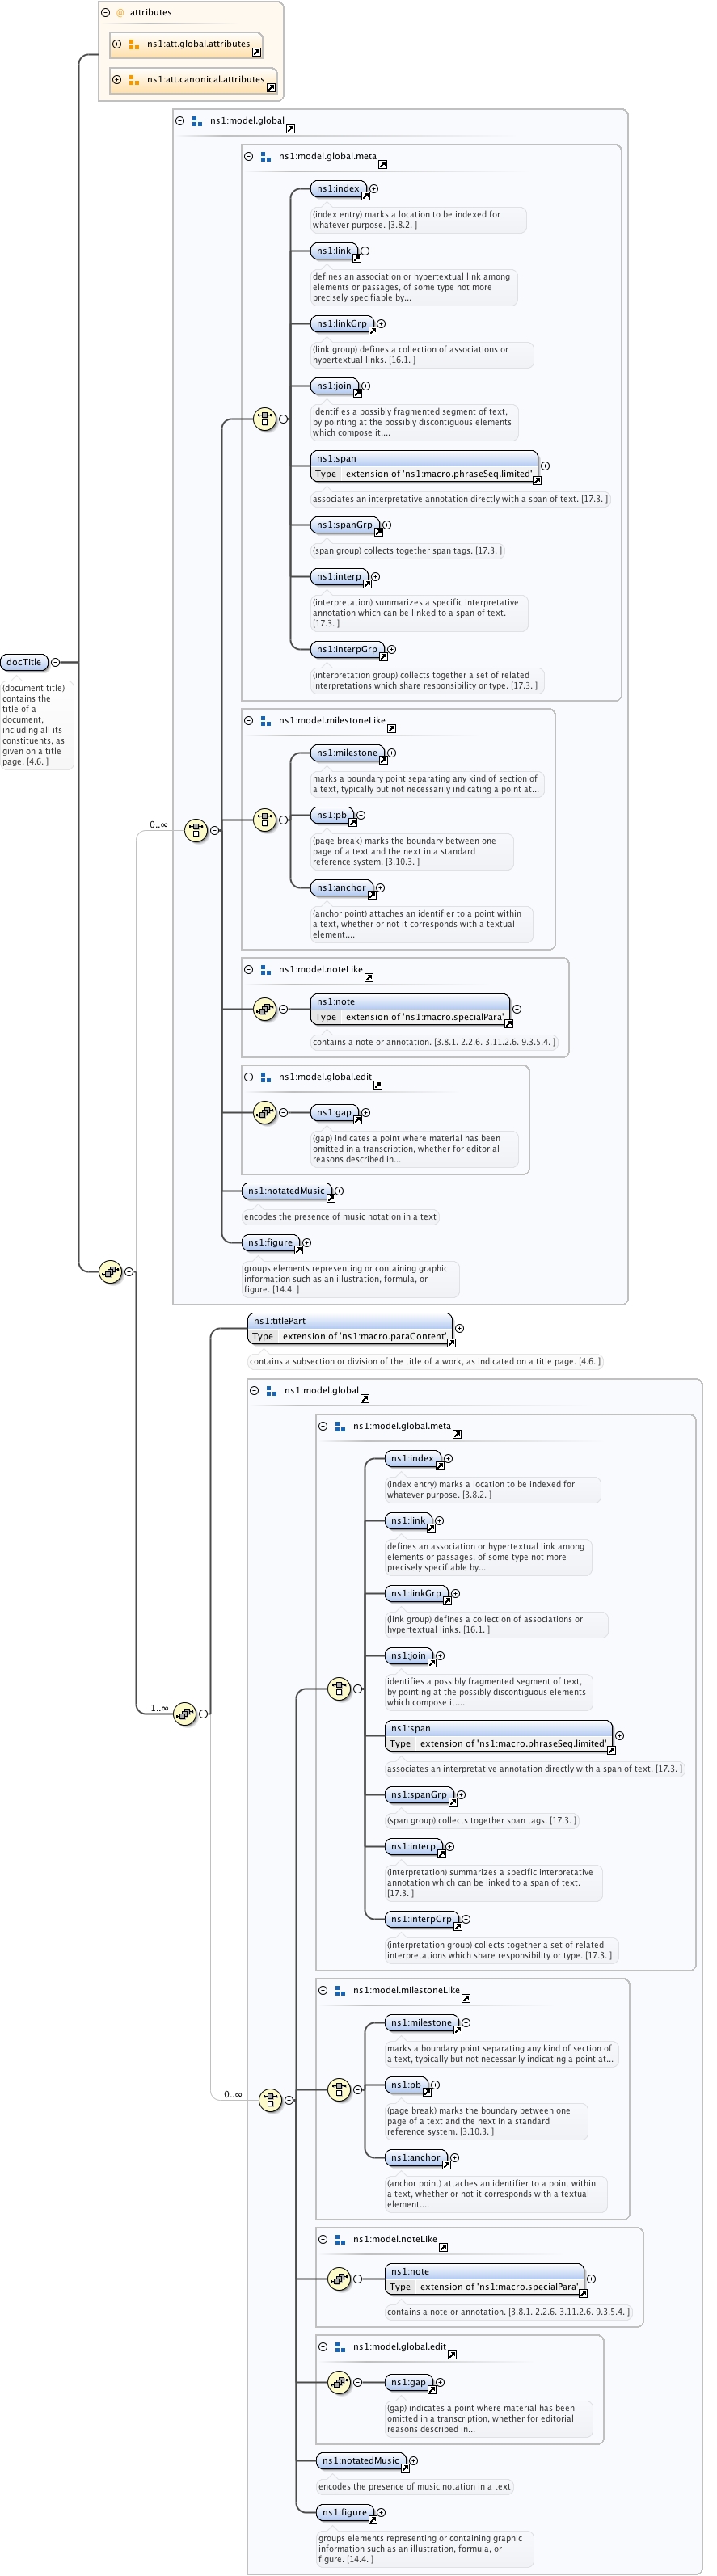 attributes
ns1:att.global.attributes
ns1:att.canonical.attributes
ns1:model.global
ns1:model.global.meta
ns1:index
(index entry) marks a location to be indexed for
whatever purpose. [3.8.2. ]
ns1:link
defines an association or hypertextual link among
elements or passages, of some type not more
precisely specifiable by...
ns1:linkGrp
(link group) defines a collection of associations or
hypertextual links. [16.1. ]
ns1:join
identifies a possibly fragmented segment of text,
by pointing at the possibly discontiguous elements
which compose it....
ns1:span
Type extension of 'ns1:macro.phraseSeq.limited'
associates an interpretative annotation directly with a span of text. [17.3. ]
ns1:spanGrp
(span group) collects together span tags. [17.3. ]
ns1:interp
(interpretation) summarizes a specific interpretative
annotation which can be linked to a span of text.
[17.3. ]
ns1:interpGrp
(interpretation group) collects together a set of related
interpretations which share responsibility or type. [17.3. ]
docTitle
(document title)
contains the
title of a
document,
including all its
constituents, as
given on a title
page. [4.6. ]
ns1:model.milestoneLike
ns1:milestone
marks a boundary point separating any kind of section of
a text, typically but not necessarily indicating a point at...
0..∞
ns1:pb
(page break) marks the boundary between one
page of a text and the next in a standard
reference system. [3.10.3. ]
ns1:anchor
(anchor point) attaches an identifier to a point within
a text, whether or not it corresponds with a textual
element....
ns1:model.noteLike
ns1:note
Type extension of 'ns1:macro.specialPara'
contains a note or annotation. [3.8.1. 2.2.6. 3.11.2.6. 9.3.5.4. ]
ns1:model.global.edit
ns1:gap
(gap) indicates a point where material has been
omitted in a transcription, whether for editorial
reasons described in...
ns1:notatedMusic
encodes the presence of music notation in a text
ns1:figure
groups elements representing or containing graphic
information such as an illustration, formula, or
figure. [14.4. ]
ns1:titlePart
Type extension of 'ns1:macro.paraContent'
contains a subsection or division of the title of a work, as indicated on a title page. [4.6. ]
ns1:model.global
ns1:model.global.meta
ns1:index
(index entry) marks a location to be indexed for
whatever purpose. [3.8.2. ]
ns1:link
defines an association or hypertextual link among
elements or passages, of some type not more
precisely specifiable by...
ns1:linkGrp
(link group) defines a collection of associations or
hypertextual links. [16.1. ]
ns1:join
identifies a possibly fragmented segment of text,
by pointing at the possibly discontiguous elements
which compose it....
1..∞
ns1:span
Type extension of 'ns1:macro.phraseSeq.limited'
associates an interpretative annotation directly with a span of text. [17.3. ]
ns1:spanGrp
(span group) collects together span tags. [17.3. ]
ns1:interp
(interpretation) summarizes a specific interpretative
annotation which can be linked to a span of text.
[17.3. ]
ns1:interpGrp
(interpretation group) collects together a set of related
interpretations which share responsibility or type. [17.3. ]
ns1:model.milestoneLike
ns1:milestone
marks a boundary point separating any kind of section of
a text, typically but not necessarily indicating a point at...
0..∞
ns1:pb
(page break) marks the boundary between one
page of a text and the next in a standard
reference system. [3.10.3. ]
ns1:anchor
(anchor point) attaches an identifier to a point within
a text, whether or not it corresponds with a textual
element....
ns1:model.noteLike
ns1:note
Type extension of 'ns1:macro.specialPara'
contains a note or annotation. [3.8.1. 2.2.6. 3.11.2.6. 9.3.5.4. ]
ns1:model.global.edit
ns1:gap
(gap) indicates a point where material has been
omitted in a transcription, whether for editorial
reasons described in...
ns1:notatedMusic
encodes the presence of music notation in a text
ns1:figure
groups elements representing or containing graphic
information such as an illustration, formula, or
figure. [14.4. ]